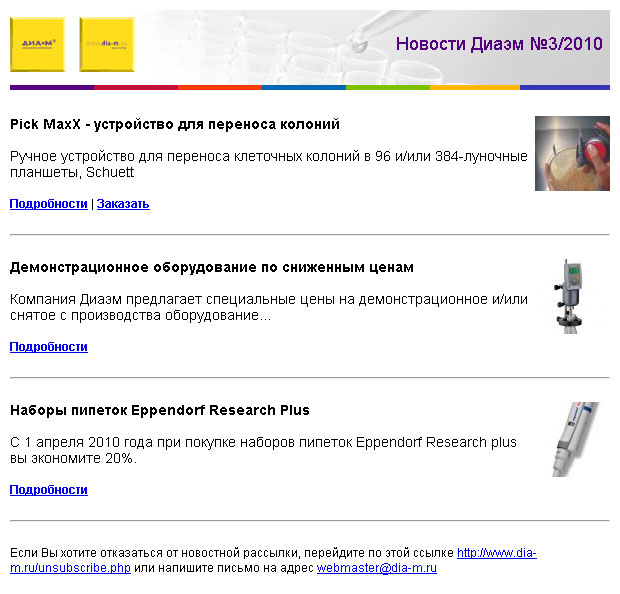 ДИА-М®
www.dia-m.ru
Новости Диаэм №3/2010
Pick MaxX - устройство для переноса колоний
Ручное устройство для переноса клеточных колоний в 96 и/или 384-луночные
планшеты, Schuett
Подробности | Заказать
Демонстрационное оборудование по сниженным ценам
Компания Диаэм предлагает специальные цены на демонстрационное и/или
снятое с производства оборудование...
Подробности
Наборы пипеток Eppendorf Research Plus
С 1 апреля 2010 года при покупке наборов пипеток Eppendorf Research plus
вы экономите 20%.
Подробности
Если Вы хотите отказаться от новостной рассылки, перейдите по этой ссылке http://www.dia-
m.ru/unsubscribe.php или напишите письмо на адрес webmaster@dia-m.ru